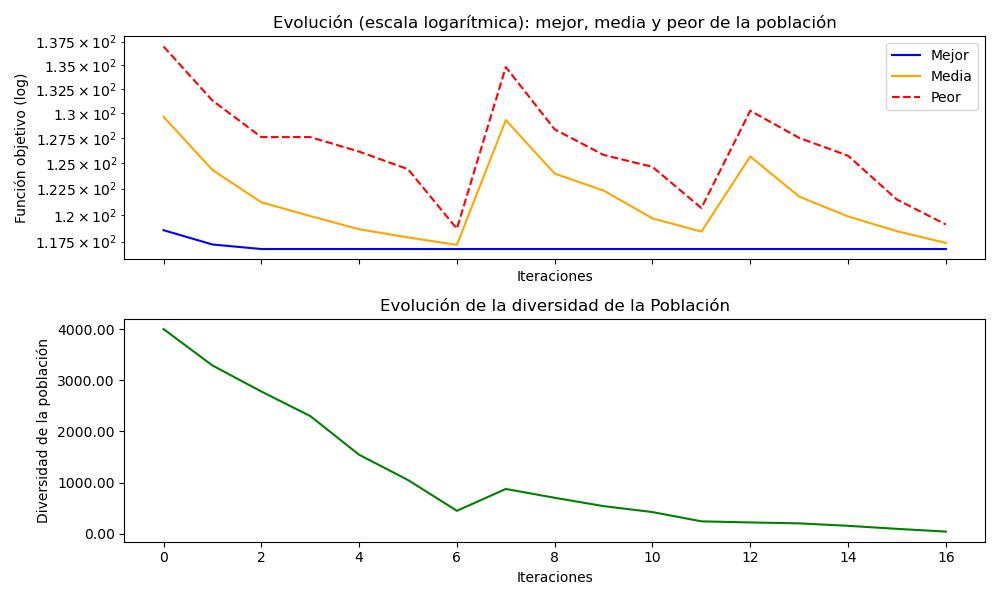 Evolución (escala logarítmica): mejor, media y peor de la población
Función objetivo (log)
1.375 × 10²
1.35 × 10²
1.325 × 10²
1.3 × 10²
1.275 × 10²
1.25 × 10²
1.225 × 10²
1.2 × 10²
1.175 × 10²
Mejor
Media
Peor
Iteraciones
Evolución de la diversidad de la Población
Diversidad de la población
4000.00
3000.00
2000.00
1000.00
0.00
0 2 4 6 8 10 12 14 16
Iteraciones